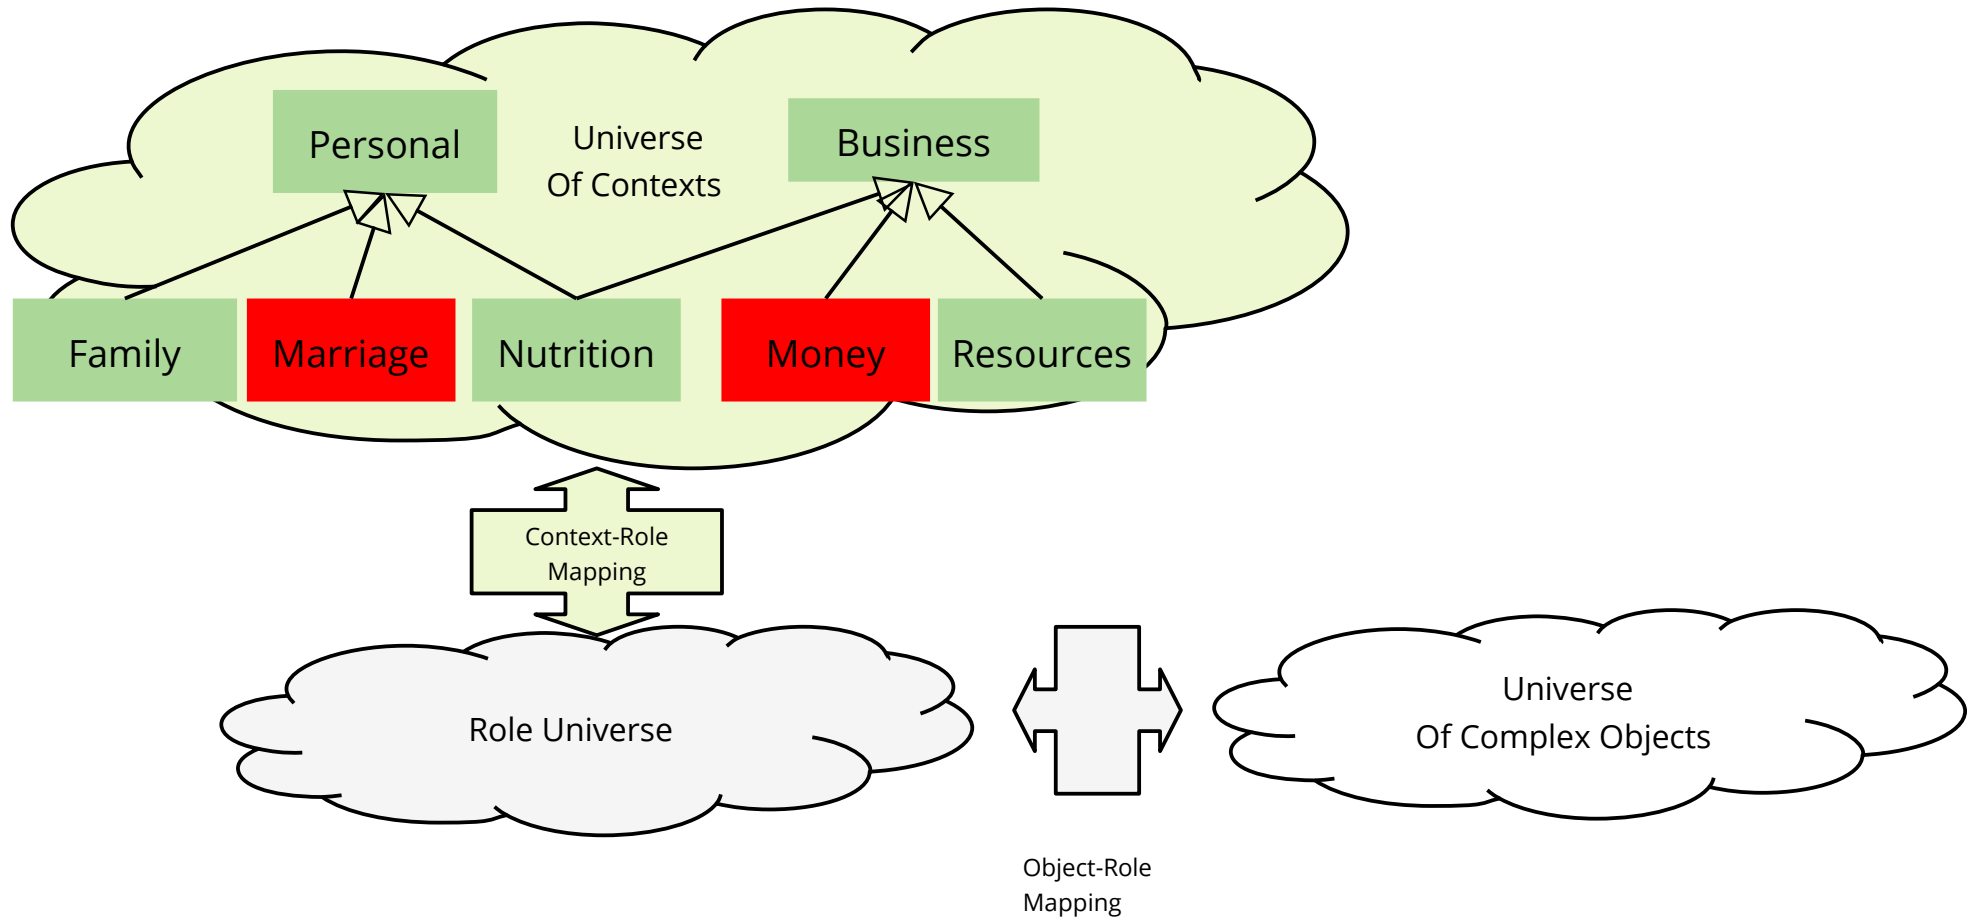 Personal
Universe
Of Contexts
Business
Family
Marriage
Nutrition
Money
Resources
Context-Role
Mapping
Role Universe
Universe
Of Complex Objects
Object-Role
Mapping